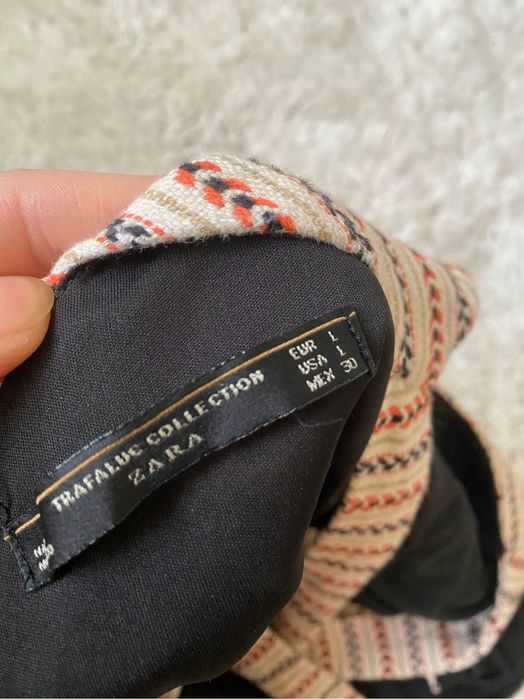 TRAFALUC COLLECTION
ZARA
EUR L
USA L
MEX 30